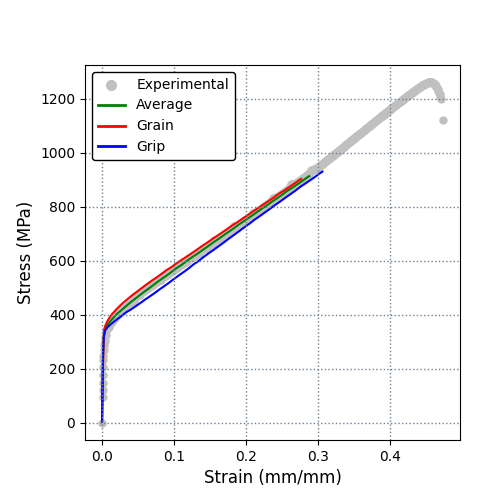 Experimental
Average
Grain
Grip
1200
1000
800
600
400
200
0
Stress (MPa)
0.0 0.1 0.2 0.3 0.4
Strain (mm/mm)